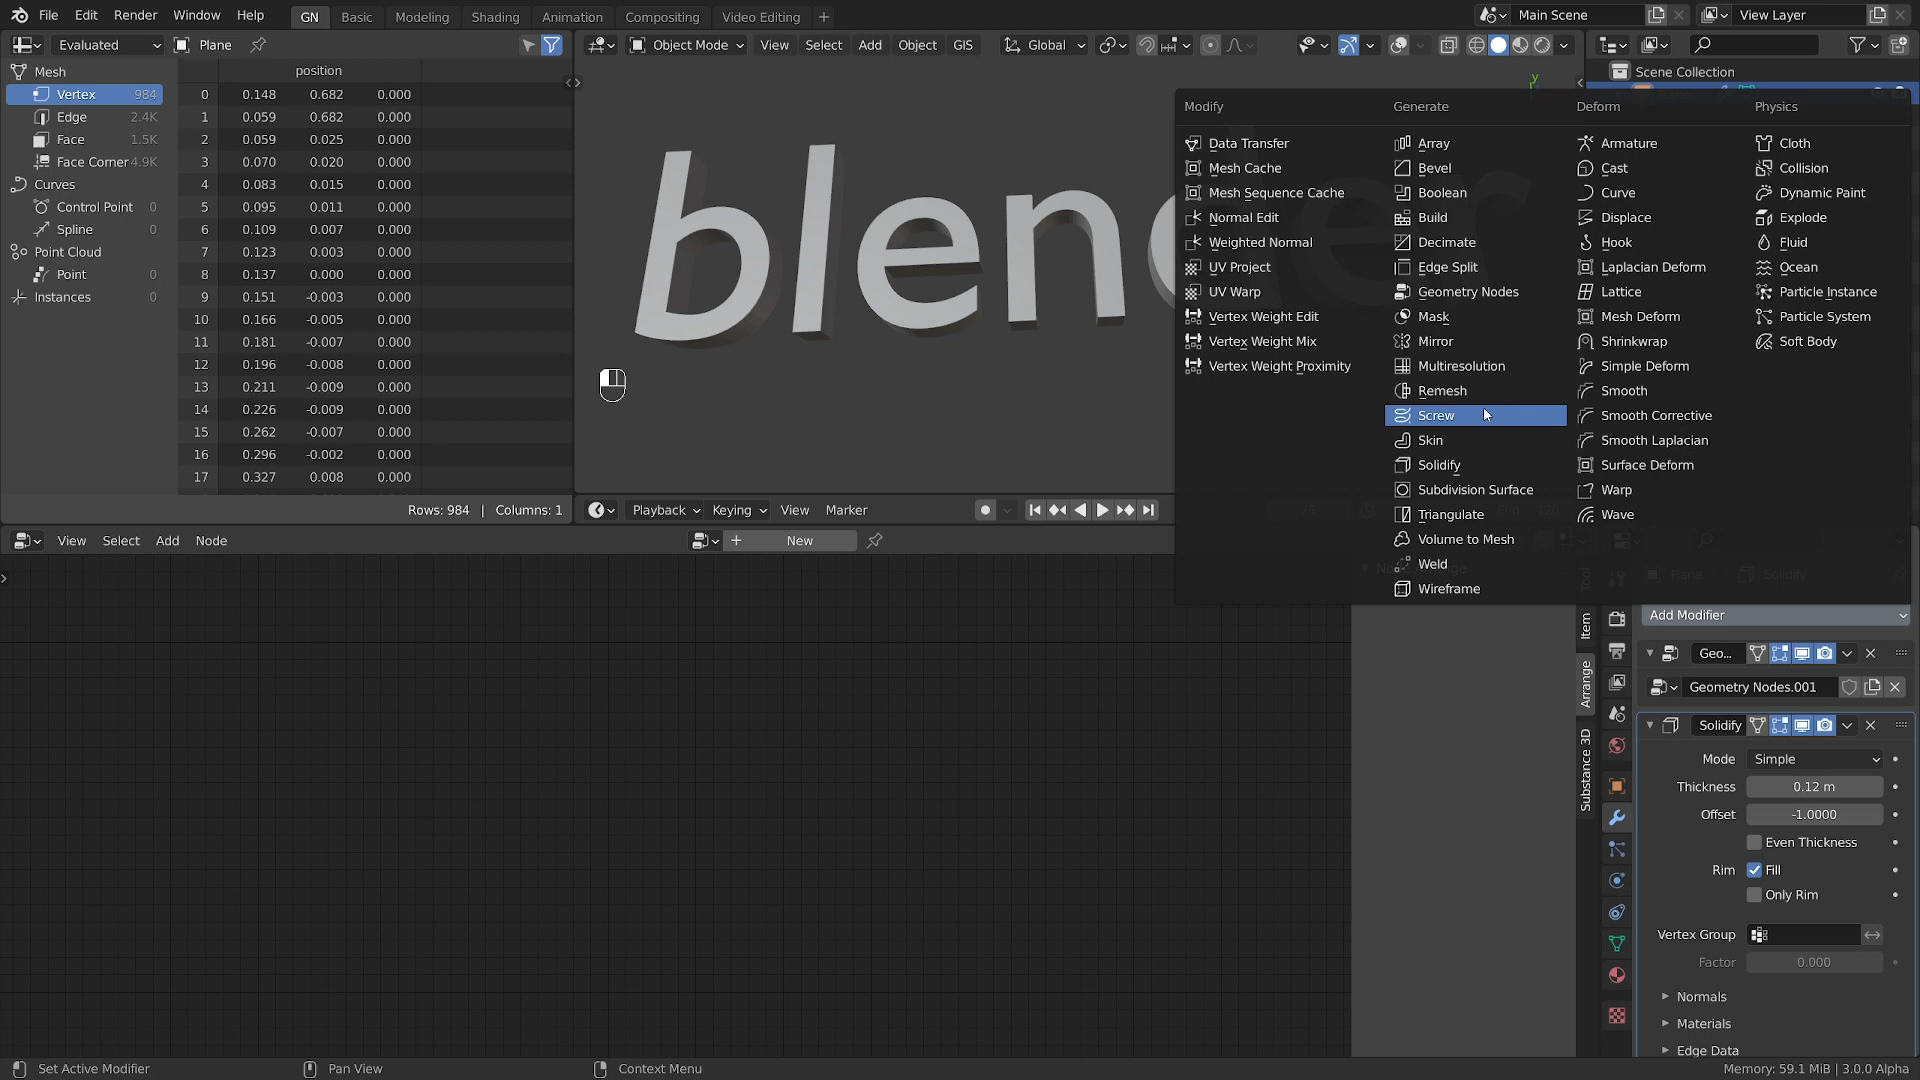 File Edit Render Window Help GN Basic Modeling Shading Animation Compositing Video Editing + Main Scene View Layer
Evaluated Plane Object Mode View Select Add Object GIS Global
Mesh position Scene Collection
Vertex 984
Edge 2.4K
Face 1.5K
Face Corner 4.9K
Curves
Control Point 0
Spline 0
Point Cloud
Point 0
Instances 0
0 0.148 0.682 0.000
1 0.059 0.682 0.000
2 0.059 0.025 0.000
3 0.070 0.020 0.000
4 0.083 0.015 0.000
5 0.095 0.011 0.000
6 0.109 0.007 0.000
7 0.123 0.003 0.000
8 0.137 0.000 0.000
9 0.151 -0.003 0.000
10 0.166 -0.005 0.000
11 0.181 -0.007 0.000
12 0.196 -0.008 0.000
13 0.211 -0.009 0.000
14 0.226 -0.009 0.000
15 0.262 -0.007 0.000
16 0.296 -0.002 0.000
17 0.327 0.008 0.000
Rows: 984 | Columns: 1
blender
y
Modify
Data Transfer
Mesh Cache
Mesh Sequence Cache
Normal Edit
Weighted Normal
UV Project
UV Warp
Vertex Weight Edit
Vertex Weight Mix
Vertex Weight Proximity
Generate
Array
Bevel
Boolean
Build
Decimate
Edge Split
Geometry Nodes
Mask
Mirror
Multiresolution
Remesh
Screw
Skin
Solidify
Subdivision Surface
Triangulate
Volume to Mesh
Weld
Wireframe
Deform
Armature
Cast
Curve
Displace
Hook
Laplacian Deform
Lattice
Mesh Deform
Shrinkwrap
Simple Deform
Smooth
Smooth Corrective
Smooth Laplacian
Surface Deform
Warp
Wave
Physics
Cloth
Collision
Dynamic Paint
Explode
Fluid
Ocean
Particle Instance
Particle System
Soft Body
Playback Keying View Marker
View Select Add Node + New
Tool
Item
Arrange
Substance 3D
Plane Solidify
Add Modifier
Geo...
Geometry Nodes.001
Solidify
Mode Simple
Thickness 0.12 m
Offset -1.0000
Even Thickness
Rim Fill
Only Rim
Vertex Group
Factor 0.000
Normals
Materials
Edge Data
Set Active Modifier Pan View Context Menu Memory: 59.1 MiB | 3.0.0 Alpha